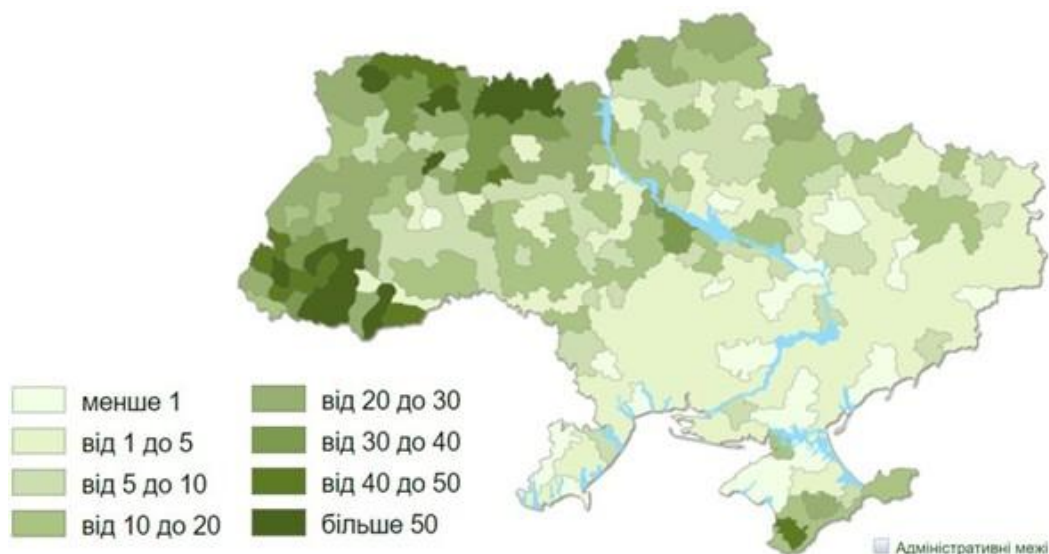 менше 1
від 1 до 5
від 5 до 10
від 10 до 20
від 20 до 30
від 30 до 40
від 40 до 50
більше 50
Адміністративні межі